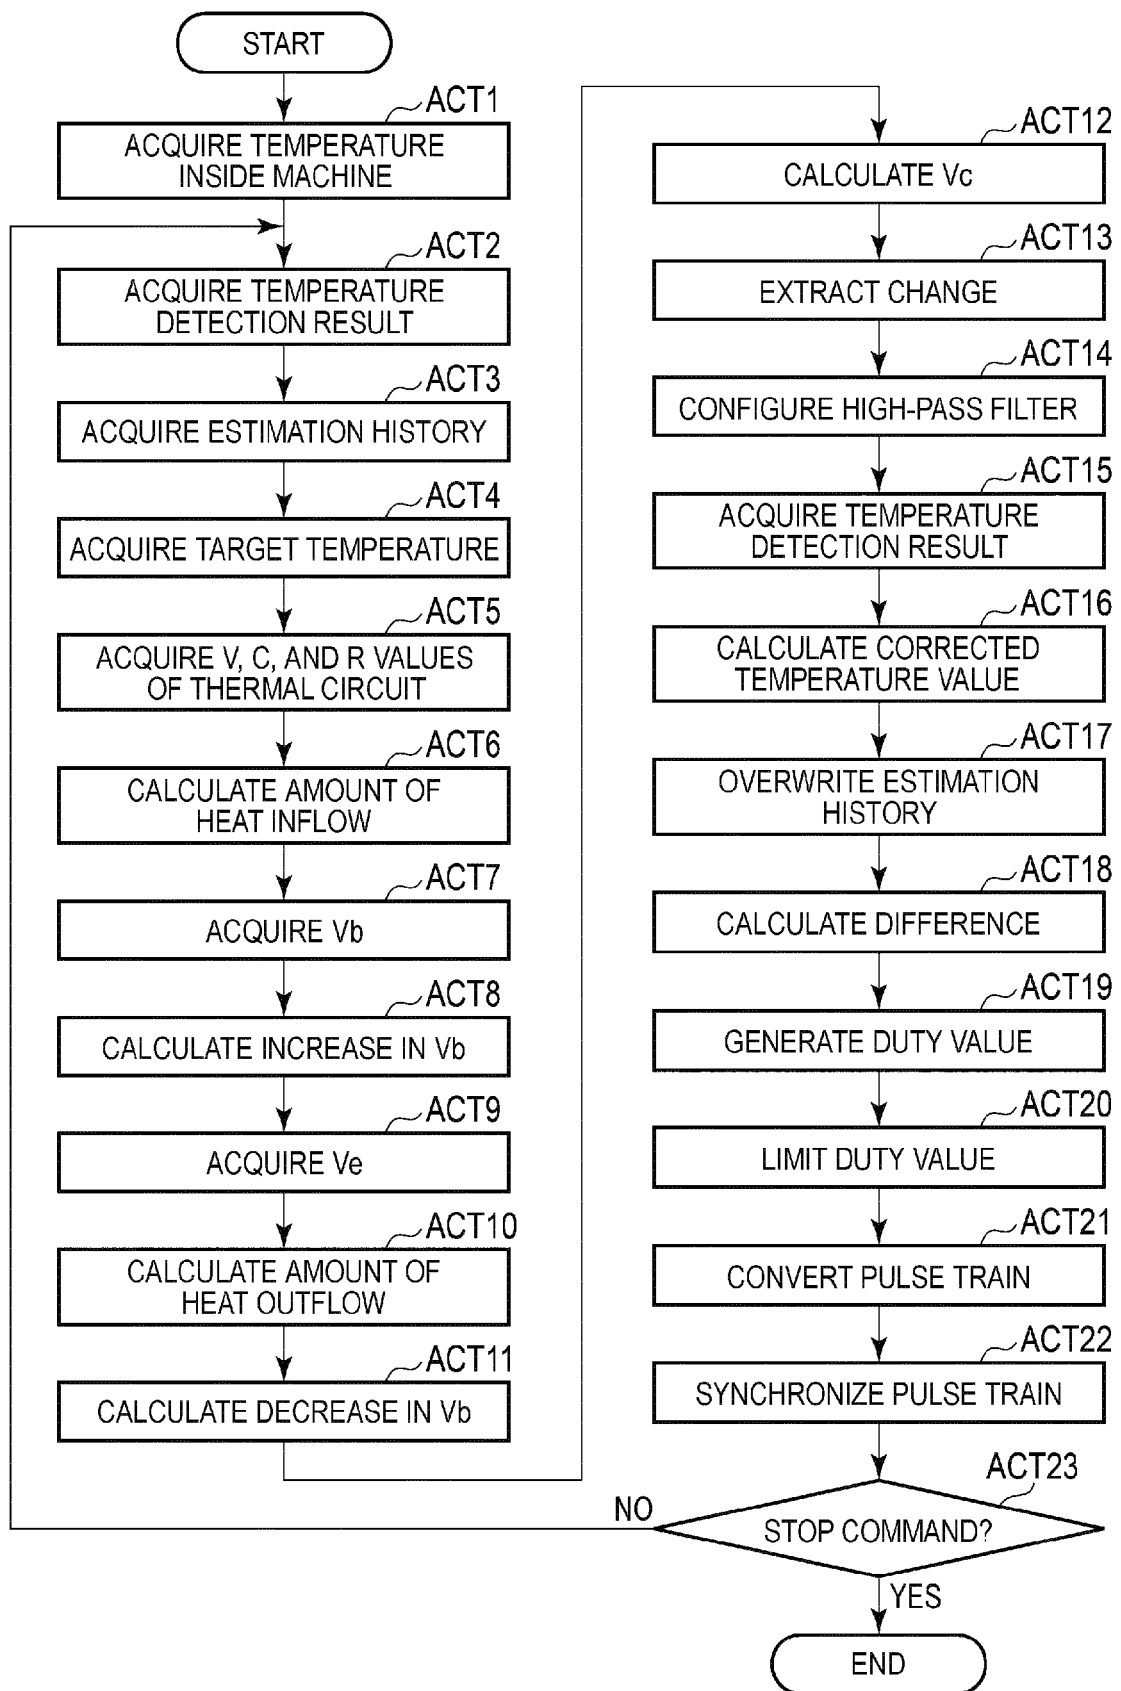 START
ACT1
ACQUIRE TEMPERATURE
INSIDE MACHINE
ACT2
ACQUIRE TEMPERATURE
DETECTION RESULT
ACT3
ACQUIRE ESTIMATION HISTORY
ACT4
ACQUIRE TARGET TEMPERATURE
ACT5
ACQUIRE V, C, AND R VALUES
OF THERMAL CIRCUIT
ACT6
CALCULATE AMOUNT OF
HEAT INFLOW
ACT7
ACQUIRE Vb
ACT8
CALCULATE INCREASE IN Vb
ACT9
ACQUIRE Ve
ACT10
CALCULATE AMOUNT OF
HEAT OUTFLOW
ACT11
CALCULATE DECREASE IN Vb
ACT12
CALCULATE Vc
ACT13
EXTRACT CHANGE
ACT14
CONFIGURE HIGH-PASS FILTER
ACT15
ACQUIRE TEMPERATURE
DETECTION RESULT
ACT16
CALCULATE CORRECTED
TEMPERATURE VALUE
ACT17
OVERWRITE ESTIMATION
HISTORY
ACT18
CALCULATE DIFFERENCE
ACT19
GENERATE DUTY VALUE
ACT20
LIMIT DUTY VALUE
ACT21
CONVERT PULSE TRAIN
ACT22
SYNCHRONIZE PULSE TRAIN
ACT23
NO
STOP COMMAND?
YES
END